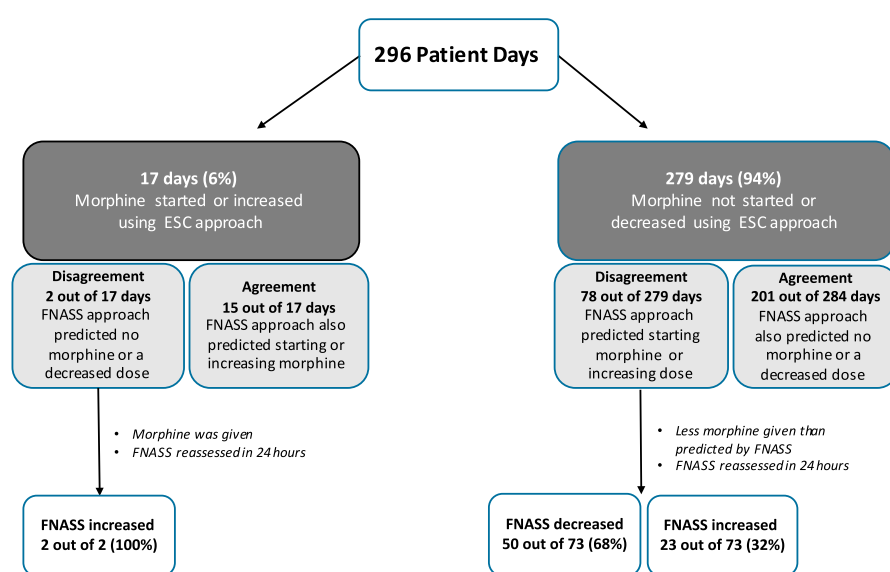 296 Patient Days
17 days (6%)
Morphine started or increased
using ESC approach
279 days (94%)
Morphine not started or
decreased using ESC approach
Disagreement
2 out of 17 days
FNASS approach
predicted no
morphine or a
decreased dose
Agreement
15 out of 17 days
FNASS approach also
predicted starting or
increasing morphine
Disagreement
78 out of 279 days
FNASS approach
predicted starting
morphine or
increasing dose
Agreement
201 out of 284 days
FNASS approach
also predicted no
morphine or a
decreased dose
• Morphine was given
• FNASS reassessed in 24 hours
• Less morphine given than
predicted by FNASS
• FNASS reassessed in 24 hours
FNASS increased
2 out of 2 (100%)
FNASS decreased
50 out of 73 (68%)
FNASS increased
23 out of 73 (32%)